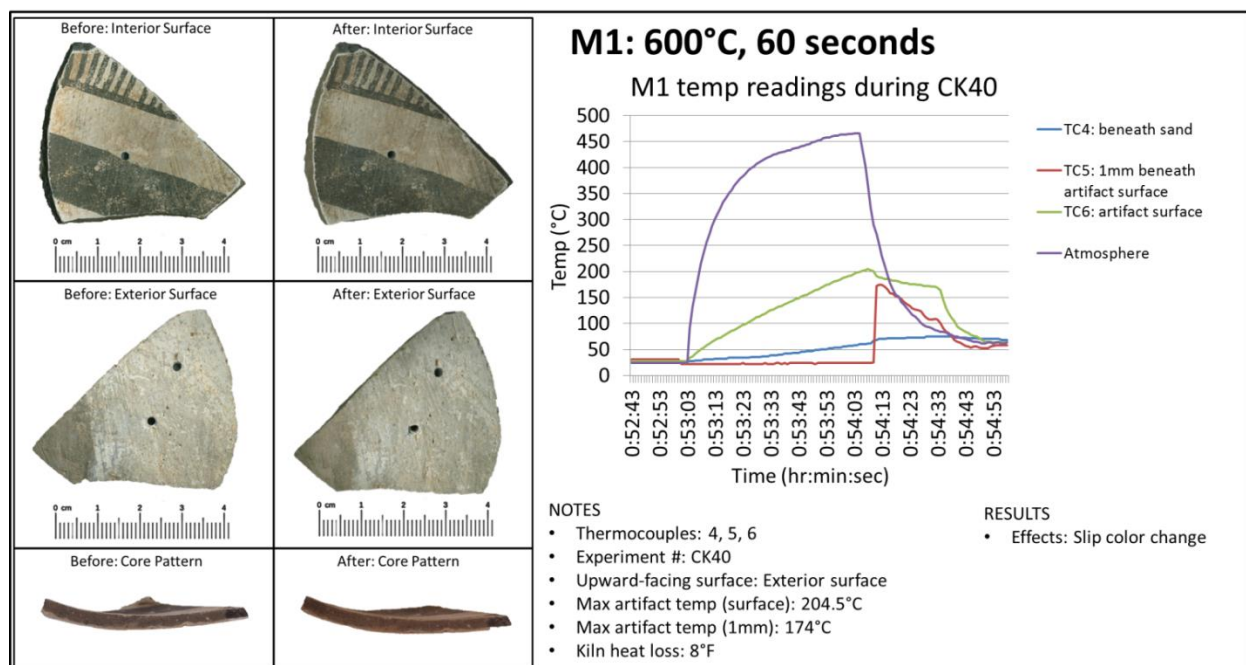 Before: Interior Surface
After: Interior Surface
0 cm 1 2 3 4
0 cm 1 2 3 4
Before: Exterior Surface
After: Exterior Surface
0 cm 1 2 3 4
0 cm 1 2 3 4
Before: Core Pattern
After: Core Pattern
M1: 600°C, 60 seconds
M1 temp readings during CK40
Temp (°C)
500
450
400
350
300
250
200
150
100
50
0
0:52:43
0:52:53
0:53:03
0:53:13
0:53:23
0:53:33
0:53:43
0:53:53
0:54:03
0:54:13
0:54:23
0:54:33
0:54:43
0:54:53
Time (hr:min:sec)
TC4: beneath sand
TC5: 1mm beneath
artifact surface
TC6: artifact surface
Atmosphere
NOTES
• Thermocouples: 4, 5, 6
• Experiment #: CK40
• Upward-facing surface: Exterior surface
• Max artifact temp (surface): 204.5°C
• Max artifact temp (1mm): 174°C
• Kiln heat loss: 8°F
RESULTS
• Effects: Slip color change